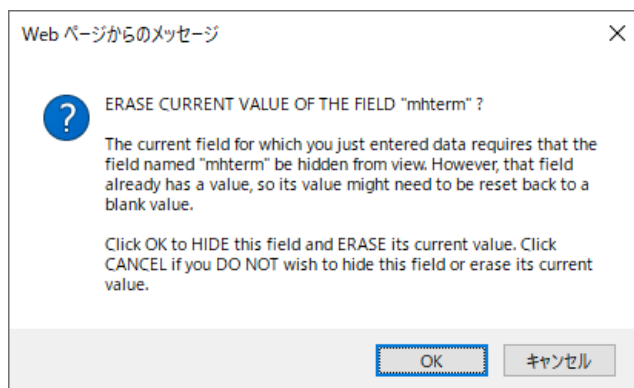 Web ページからのメッセージ
ERASE CURRENT VALUE OF THE FIELD "mhterm" ?
The current field for which you just entered data requires that the
field named "mhterm" be hidden from view. However, that field
already has a value, so its value might need to be reset back to a
blank value.
Click OK to HIDE this field and ERASE its current value. Click
CANCEL if you DO NOT wish to hide this field or erase its current
value.
OK
キャンセル